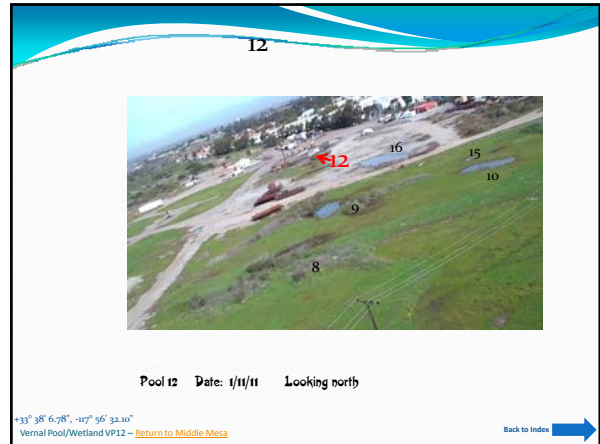 12
12
16
15
10
9
8
Pool 12 Date: 1/11/11 Looking north
+33° 38' 6.78", -117° 56' 32.10"
Vernal Pool/Wetland VP12 – Return to Middle Mesa
Back to Index